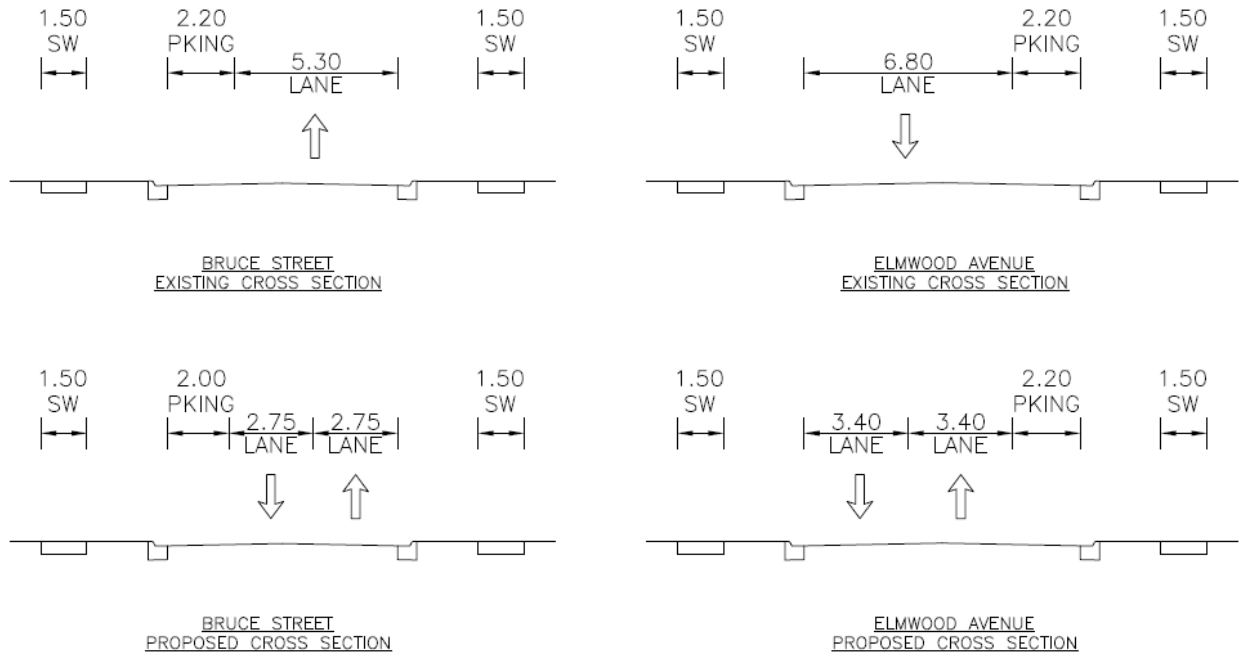 1.50
SW
2.20
PKING
5.30
LANE
1.50
SW
BRUCE STREET
EXISTING CROSS SECTION
1.50
SW
6.80
LANE
2.20
PKING
1.50
SW
ELMWOOD AVENUE
EXISTING CROSS SECTION
1.50
SW
2.00
PKING
2.75
LANE
2.75
LANE
1.50
SW
BRUCE STREET
PROPOSED CROSS SECTION
1.50
SW
3.40
LANE
3.40
LANE
2.20
PKING
1.50
SW
ELMWOOD AVENUE
PROPOSED CROSS SECTION